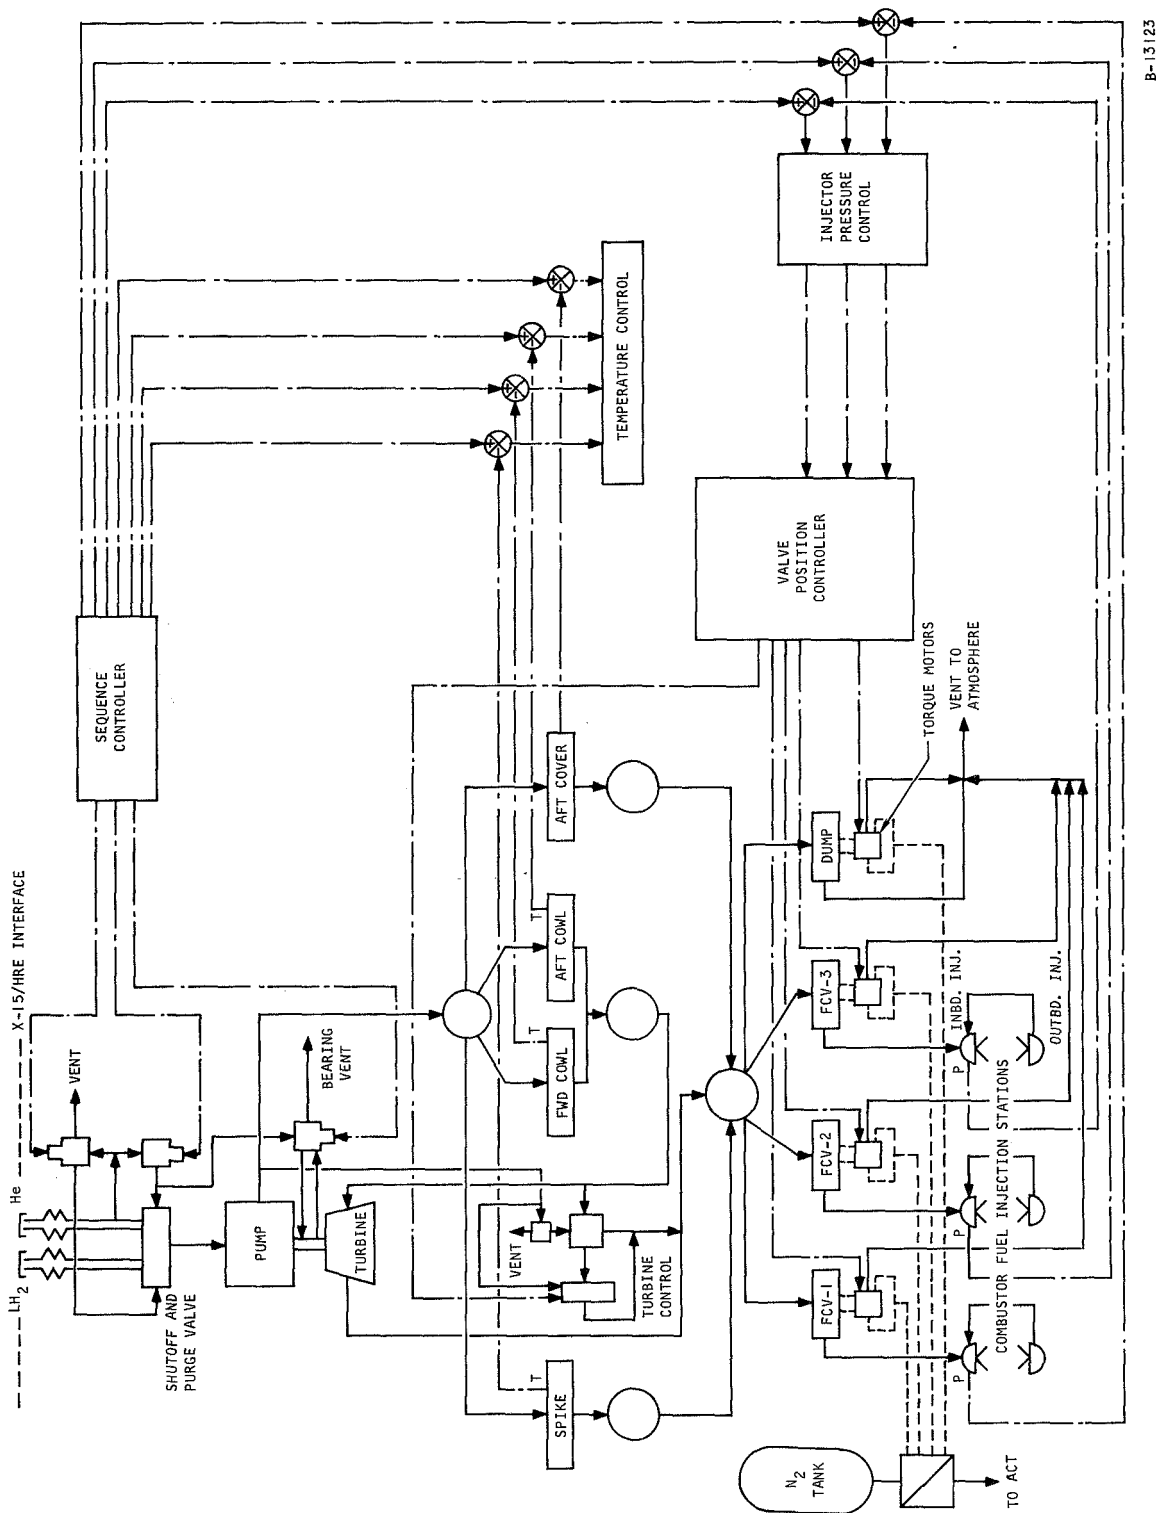 LH2
He
X-15/HRE INTERFACE
VENT
SHUTOFF AND
PURGE VALVE
PUMP
TURBINE
BEARING
VENT
SEQUENCE
CONTROLLER
VENT
TURBINE
CONTROL
SPIKE
T
FWD COWL
T
AFT COWL
T
AFT COVER
TEMPERATURE CONTROL
+
-
+
-
+
-
+
-
N2
TANK
TO ACT
FCV-1
FCV-2
FCV-3
DUMP
TORQUE MOTORS
VENT TO
ATMOSPHERE
VALVE
POSITION
CONTROLLER
INJECTOR
PRESSURE
CONTROL
+
-
+
-
+
-
P
P
P
INBD. INJ.
OUTBD. INJ.
COMBUSTOR FUEL INJECTION STATIONS
B-13123